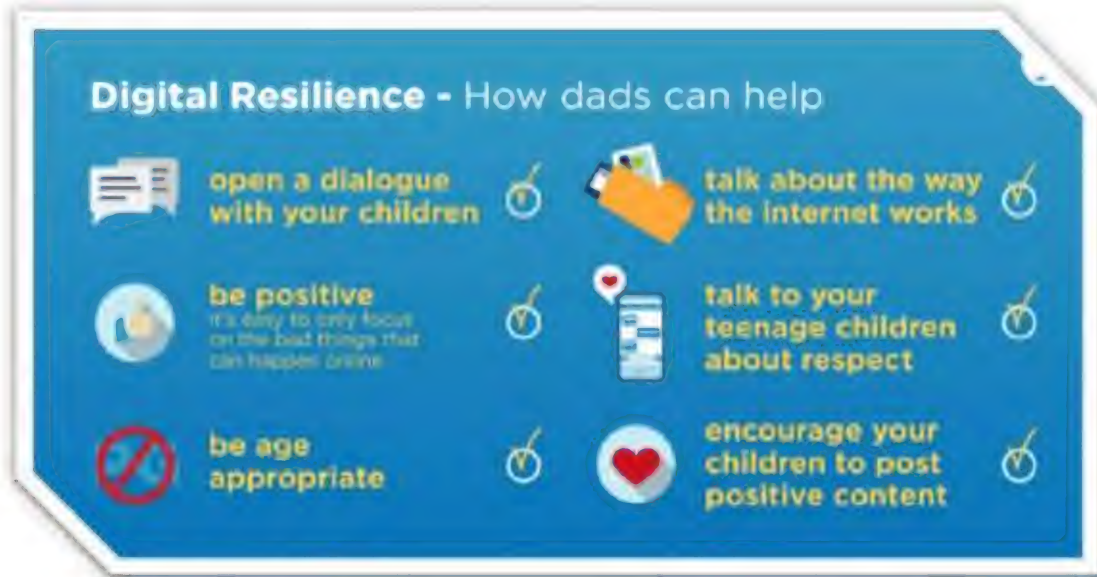 Digital Resilience - How dads can help
open a dialogue
with your children
be positive
it's easy to only focus
on the bad things that
can happen online
be age
appropriate
talk about the way
the internet works
talk to your
teenage children
about respect
encourage your
children to post
positive content